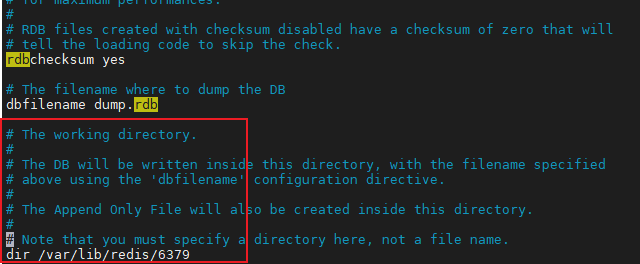 # for maximum performances.
#
# RDB files created with checksum disabled have a checksum of zero that will
# tell the loading code to skip the check.
rdbchecksum yes
# The filename where to dump the DB
dbfilename dump.rdb
# The working directory.
#
# The DB will be written inside this directory, with the filename specified
# above using the 'dbfilename' configuration directive.
#
# The Append Only File will also be created inside this directory.
#
# Note that you must specify a directory here, not a file name.
dir /var/lib/redis/6379